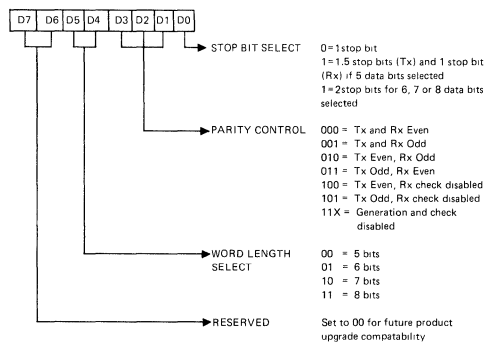 D7 D6 D5 D4 D3 D2 D1 D0
STOP BIT SELECT
0=1stop bit
1=1.5 stop bits (Tx) and 1 stop bit
(Rx) if 5 data bits selected
1=2stop bits for 6, 7 or 8 data bits
selected
PARITY CONTROL
000 = Tx and Rx Even
001 = Tx and Rx Odd
010 = Tx Even, Rx Odd
011 = Tx Odd, Rx Even
100 = Tx Even, Rx check disabled
101 = Tx Odd, Rx check disabled
11X = Generation and check
disabled
WORD LENGTH
SELECT
00 = 5 bits
01 = 6 bits
10 = 7 bits
11 = 8 bits
RESERVED
Set to 00 for future product
upgrade compatability